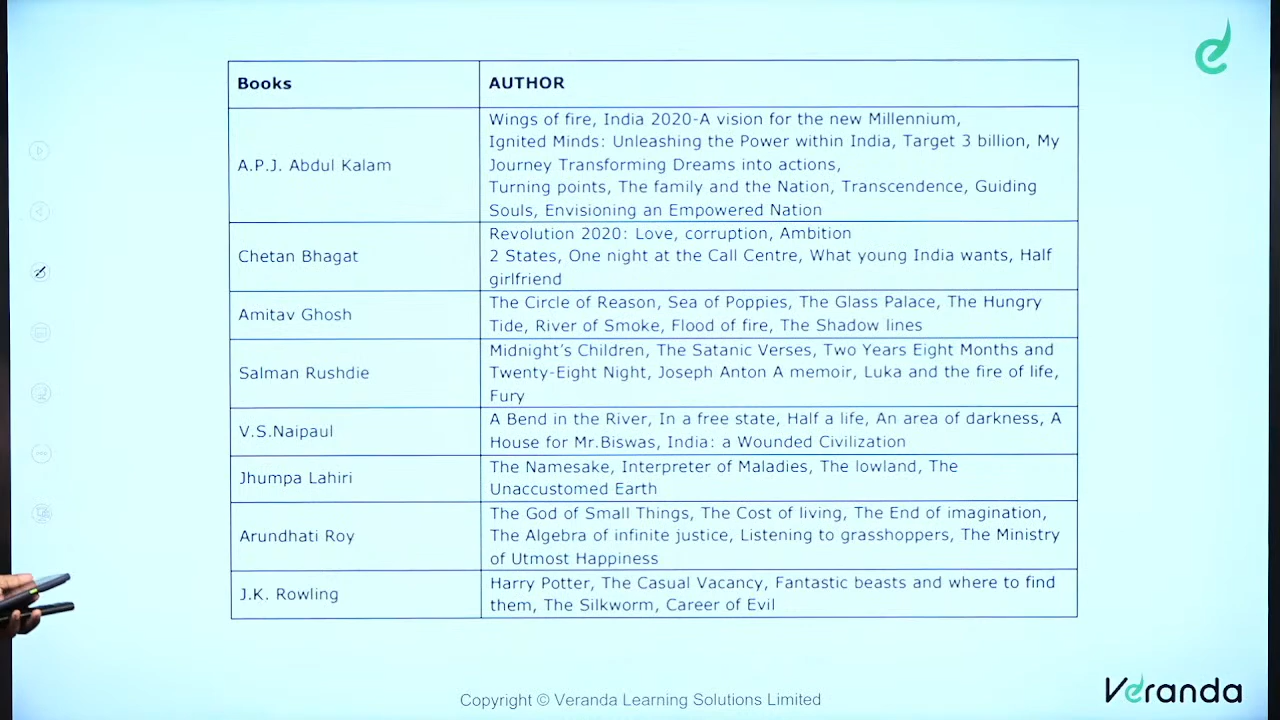 Books
AUTHOR
A.P.J. Abdul Kalam
Wings of fire, India 2020-A vision for the new Millennium,
Ignited Minds: Unleashing the Power within India, Target 3 billion, My
Journey Transforming Dreams into actions,
Turning points, The family and the Nation, Transcendence, Guiding
Souls, Envisioning an Empowered Nation
Chetan Bhagat
Revolution 2020: Love, corruption, Ambition
2 States, One night at the Call Centre, What young India wants, Half
girlfriend
Amitav Ghosh
The Circle of Reason, Sea of Poppies, The Glass Palace, The Hungry
Tide, River of Smoke, Flood of fire, The Shadow lines
Salman Rushdie
Midnight's Children, The Satanic Verses, Two Years Eight Months and
Twenty-Eight Night, Joseph Anton A memoir, Luka and the fire of life,
Fury
V.S.Naipaul
A Bend in the River, In a free state, Half a life, An area of darkness, A
House for Mr.Biswas, India: a Wounded Civilization
Jhumpa Lahiri
The Namesake, Interpreter of Maladies, The lowland, The
Unaccustomed Earth
Arundhati Roy
The God of Small Things, The Cost of living, The End of imagination,
The Algebra of infinite justice, Listening to grasshoppers, The Ministry
of Utmost Happiness
J.K. Rowling
Harry Potter, The Casual Vacancy, Fantastic beasts and where to find
them, The Silkworm, Career of Evil
Copyright © Veranda Learning Solutions Limited
Veranda